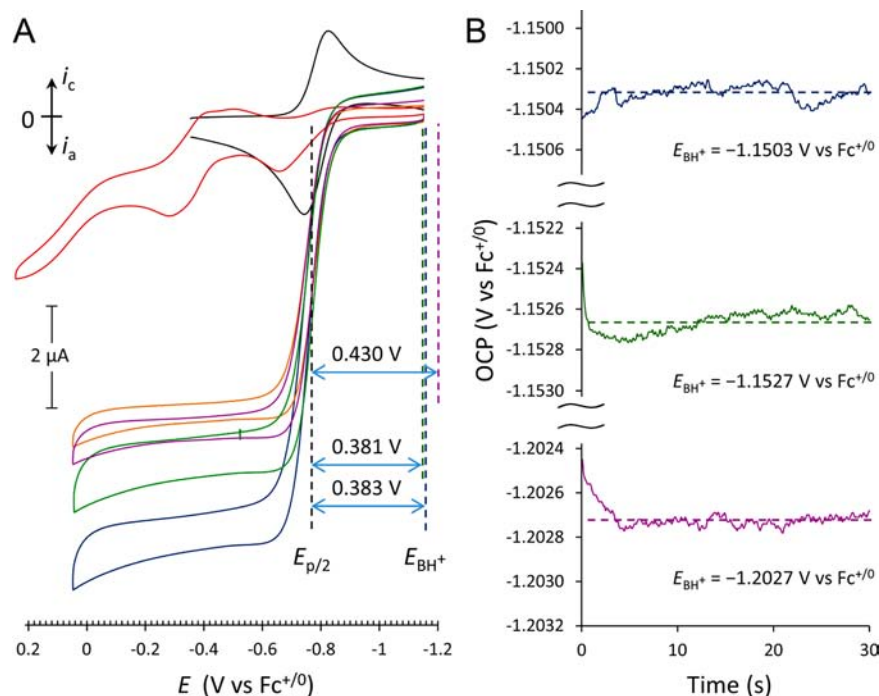 A
i_c
0
i_a
2 µA
0.430 V
0.381 V
0.383 V
E_p/2
E_BH⁺
0.2 0 -0.2 -0.4 -0.6 -0.8 -1 -1.2
E (V vs Fc⁺/⁰)
B
OCP (V vs Fc⁺/⁰)
-1.1500
-1.1502
-1.1504
-1.1506
E_BH⁺ = −1.1503 V vs Fc⁺/⁰
-1.1522
-1.1524
-1.1526
-1.1528
-1.1530
E_BH⁺ = −1.1527 V vs Fc⁺/⁰
-1.2024
-1.2026
-1.2028
-1.2030
-1.2032
E_BH⁺ = −1.2027 V vs Fc⁺/⁰
0 10 20 30
Time (s)